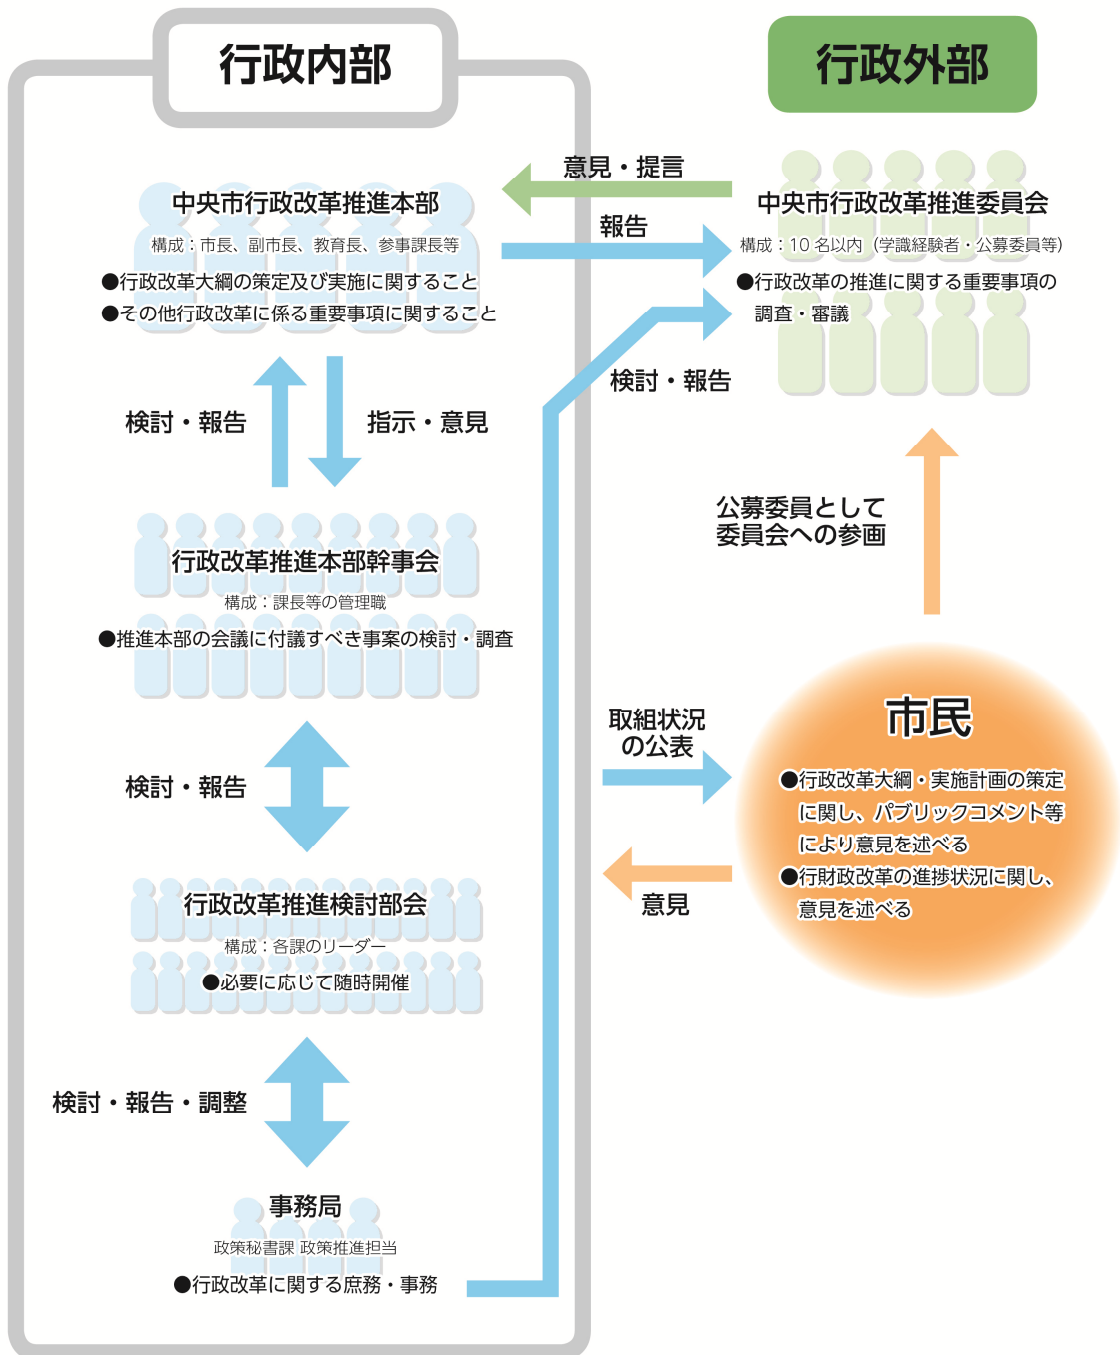 行政内部
行政外部
意見・提言
中央市行政改革推進本部
構成：市長、副市長、教育長、参事課長等
●行政改革大綱の策定及び実施に関すること
●その他行政改革に係る重要事項に関すること
報告
中央市行政改革推進委員会
構成：10 名以内（学識経験者・公募委員等）
●行政改革の推進に関する重要事項の
調査・審議
検討・報告
検討・報告
指示・意見
公募委員として
委員会への参画
行政改革推進本部幹事会
構成：課長等の管理職
●推進本部の会議に付議すべき事案の検討・調査
検討・報告
取組状況
の公表
意見
市民
●行政改革大綱・実施計画の策定
に関し、パブリックコメント等
により意見を述べる
●行財政改革の進捗状況に関し、
意見を述べる
行政改革推進検討部会
構成：各課のリーダー
●必要に応じて随時開催
検討・報告・調整
事務局
政策秘書課 政策推進担当
●行政改革に関する庶務・事務